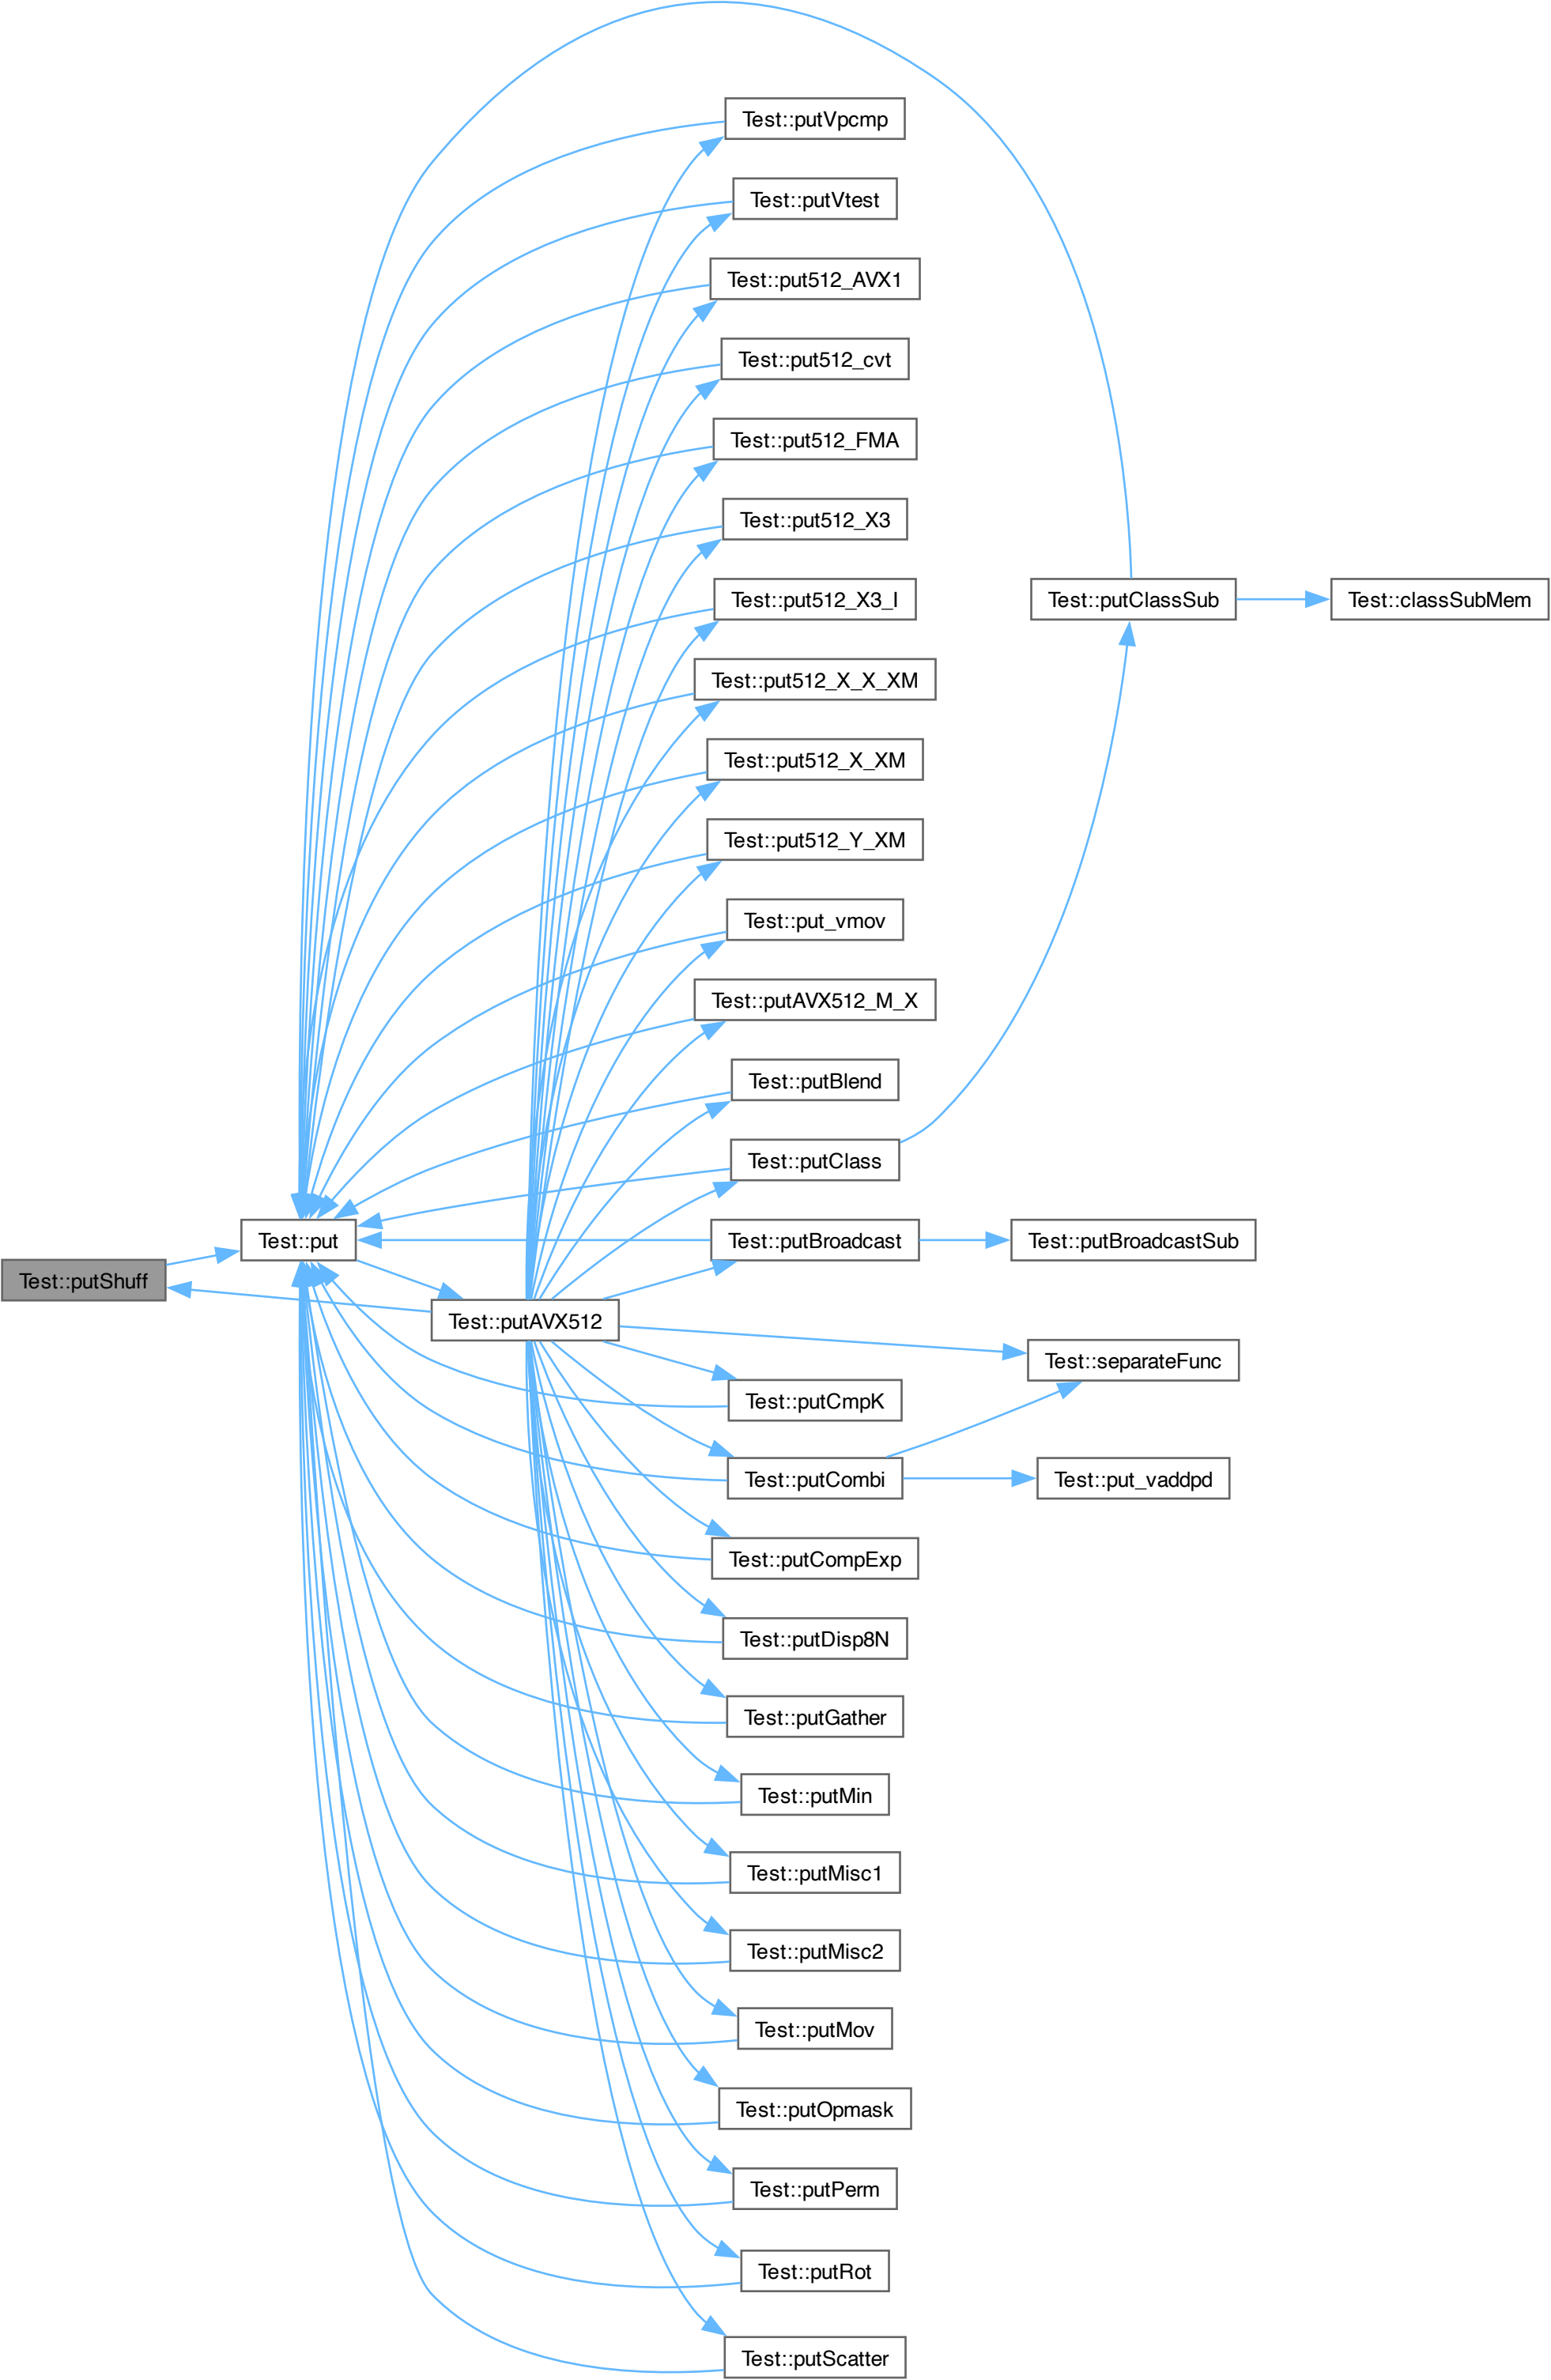 Test::putVpcmp
Test::putVtest
Test::put512_AVX1
Test::put512_cvt
Test::put512_FMA
Test::put512_X3
Test::put512_X3_I
Test::putClassSub
Test::classSubMem
Test::put512_X_X_XM
Test::put512_X_XM
Test::put512_Y_XM
Test::put_vmov
Test::putAVX512_M_X
Test::putBlend
Test::putClass
Test::put
Test::putBroadcast
Test::putBroadcastSub
Test::putShuff
Test::putAVX512
Test::separateFunc
Test::putCmpK
Test::putCombi
Test::put_vaddpd
Test::putCompExp
Test::putDisp8N
Test::putGather
Test::putMin
Test::putMisc1
Test::putMisc2
Test::putMov
Test::putOpmask
Test::putPerm
Test::putRot
Test::putScatter